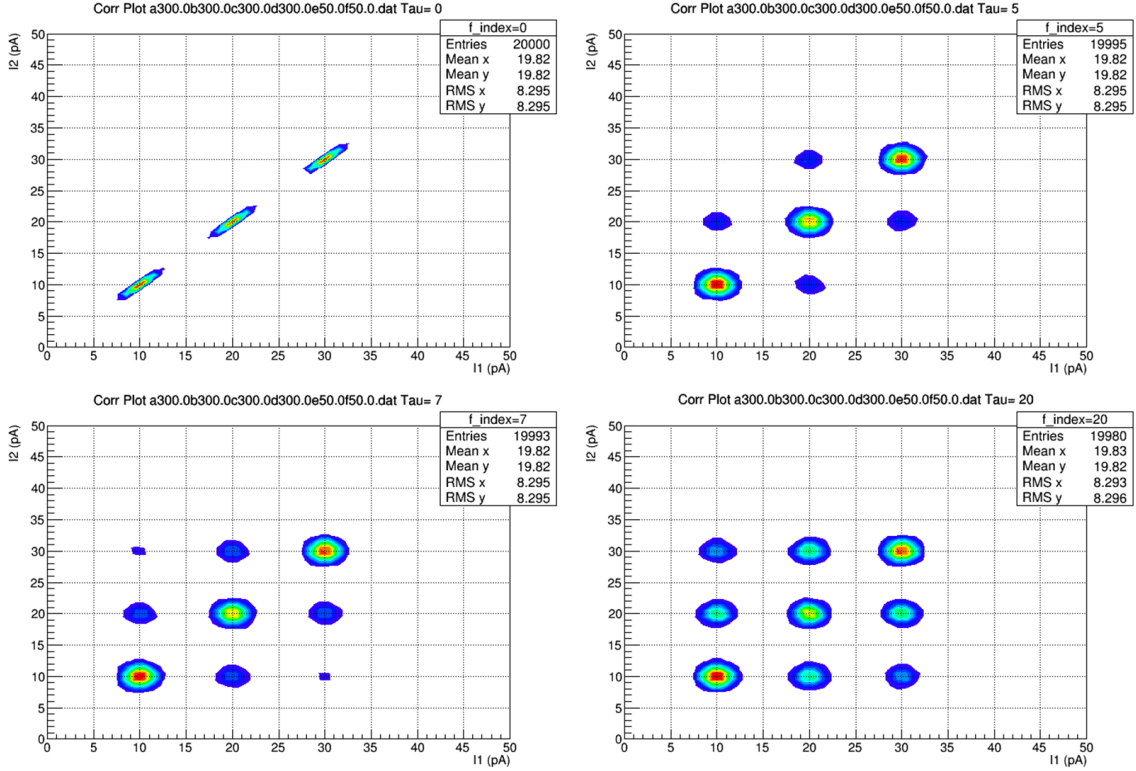 Corr Plot a300.0b300.0c300.0d300.0e50.0f50.0.dat Tau= 0
f_index=0
Entries 20000
Mean x 19.82
Mean y 19.82
RMS x 8.295
RMS y 8.295
I2 (pA)
50
45
40
35
30
25
20
15
10
5
0
0 5 10 15 20 25 30 35 40 45 50
I1 (pA)
Corr Plot a300.0b300.0c300.0d300.0e50.0f50.0.dat Tau= 5
f_index=5
Entries 19995
Mean x 19.82
Mean y 19.82
RMS x 8.295
RMS y 8.295
I2 (pA)
50
45
40
35
30
25
20
15
10
5
0
0 5 10 15 20 25 30 35 40 45 50
I1 (pA)
Corr Plot a300.0b300.0c300.0d300.0e50.0f50.0.dat Tau= 7
f_index=7
Entries 19993
Mean x 19.82
Mean y 19.82
RMS x 8.295
RMS y 8.295
I2 (pA)
50
45
40
35
30
25
20
15
10
5
0
0 5 10 15 20 25 30 35 40 45 50
I1 (pA)
Corr Plot a300.0b300.0c300.0d300.0e50.0f50.0.dat Tau= 20
f_index=20
Entries 19980
Mean x 19.83
Mean y 19.82
RMS x 8.293
RMS y 8.296
I2 (pA)
50
45
40
35
30
25
20
15
10
5
0
0 5 10 15 20 25 30 35 40 45 50
I1 (pA)